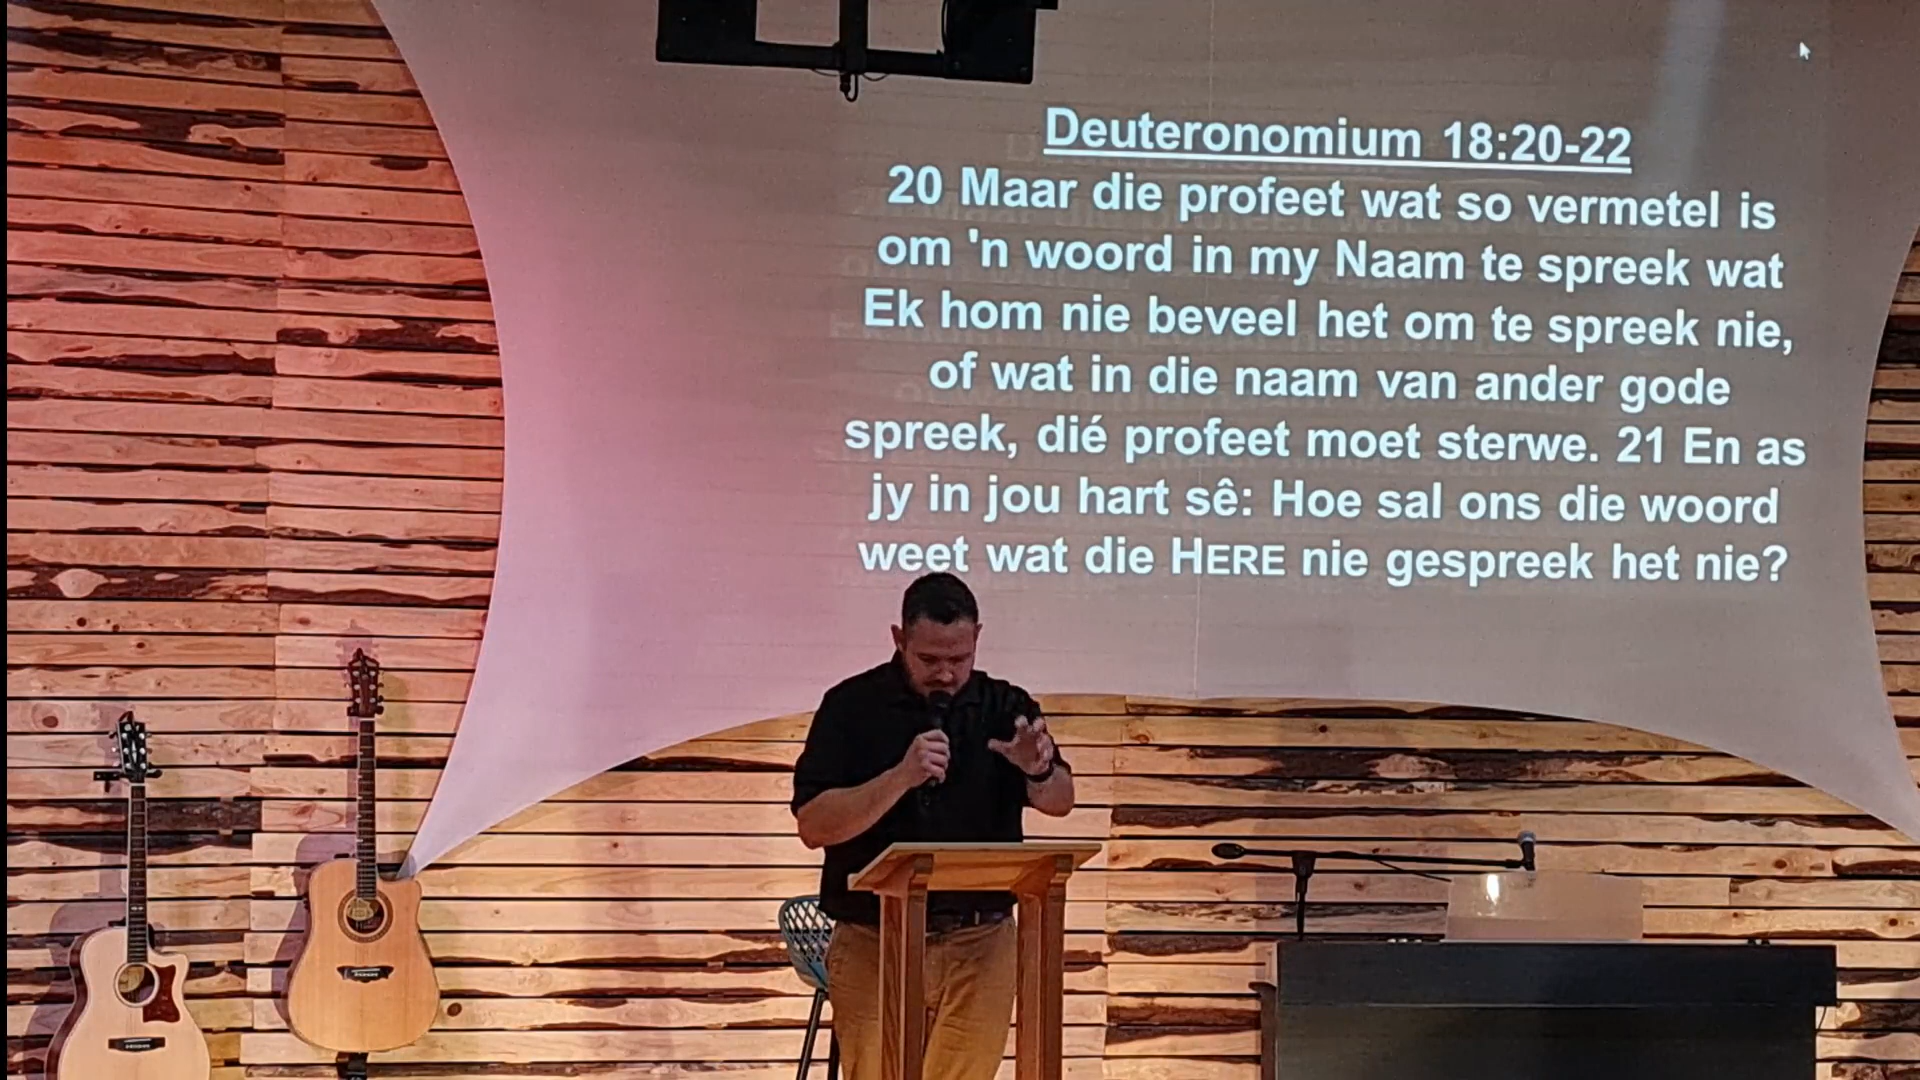 Deuteronomium 18:20-22
20 Maar die profeet wat so vermetel is
om 'n woord in my Naam te spreek wat
Ek hom nie beveel het om te spreek nie,
of wat in die naam van ander gode
spreek, dié profeet moet sterwe. 21 En as
jy in jou hart sê: Hoe sal ons die woord
weet wat die HERE nie gespreek het nie?